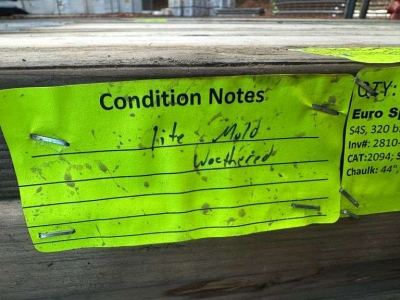 Condition Notes
Lite Mold
Weathered
QTY:
Euro Sp
S4S, 320 b
Inv#: 2810-
CAT:2094; S
Chaulk: 44",